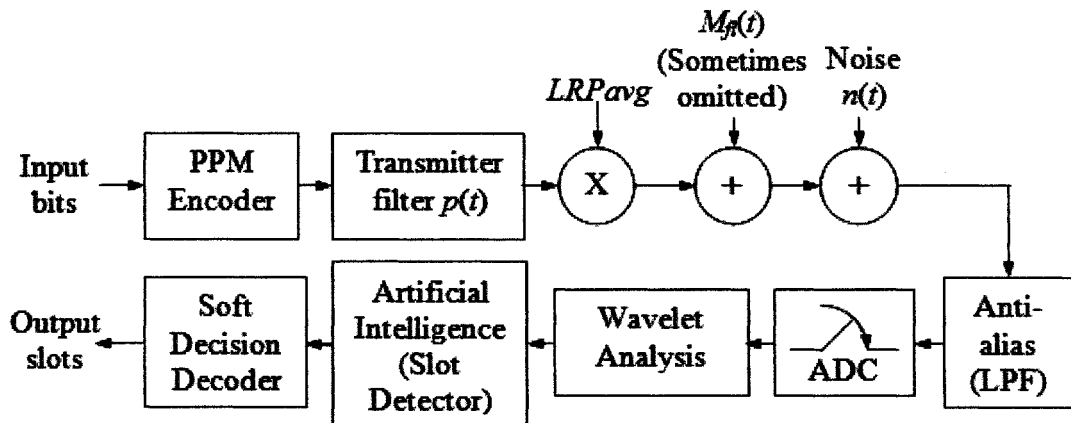 Input
bits
PPM
Encoder
Transmitter
filter p(t)
LRPavg
X
M_fl(t)
(Sometimes
omitted)
+
Noise
n(t)
+
Anti-
alias
(LPF)
ADC
Wavelet
Analysis
Artificial
Intelligence
(Slot
Detector)
Soft
Decision
Decoder
Output
slots